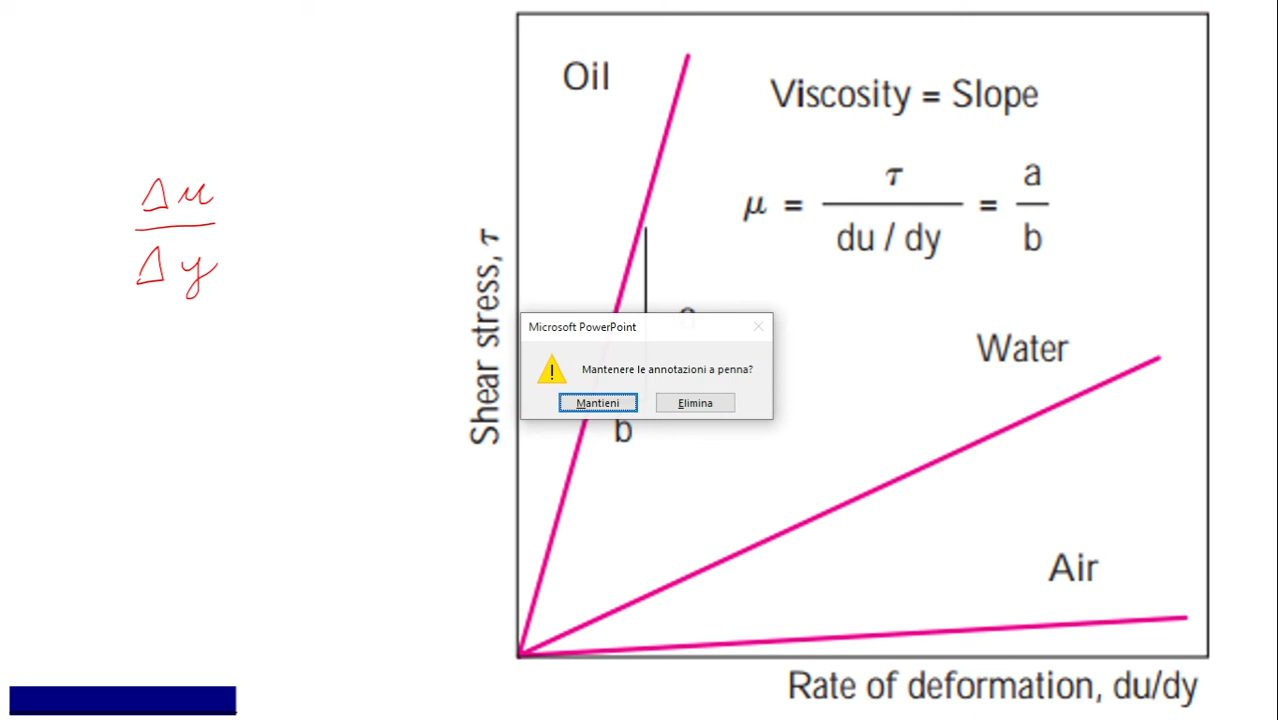 Oil
Viscosity = Slope
μ = τ / du / dy = a / b
Δu
Δy
Shear stress, τ
a
Microsoft PowerPoint
Mantenere le annotazioni a penna?
Mantieni
Elimina
b
Water
Air
Rate of deformation, du/dy